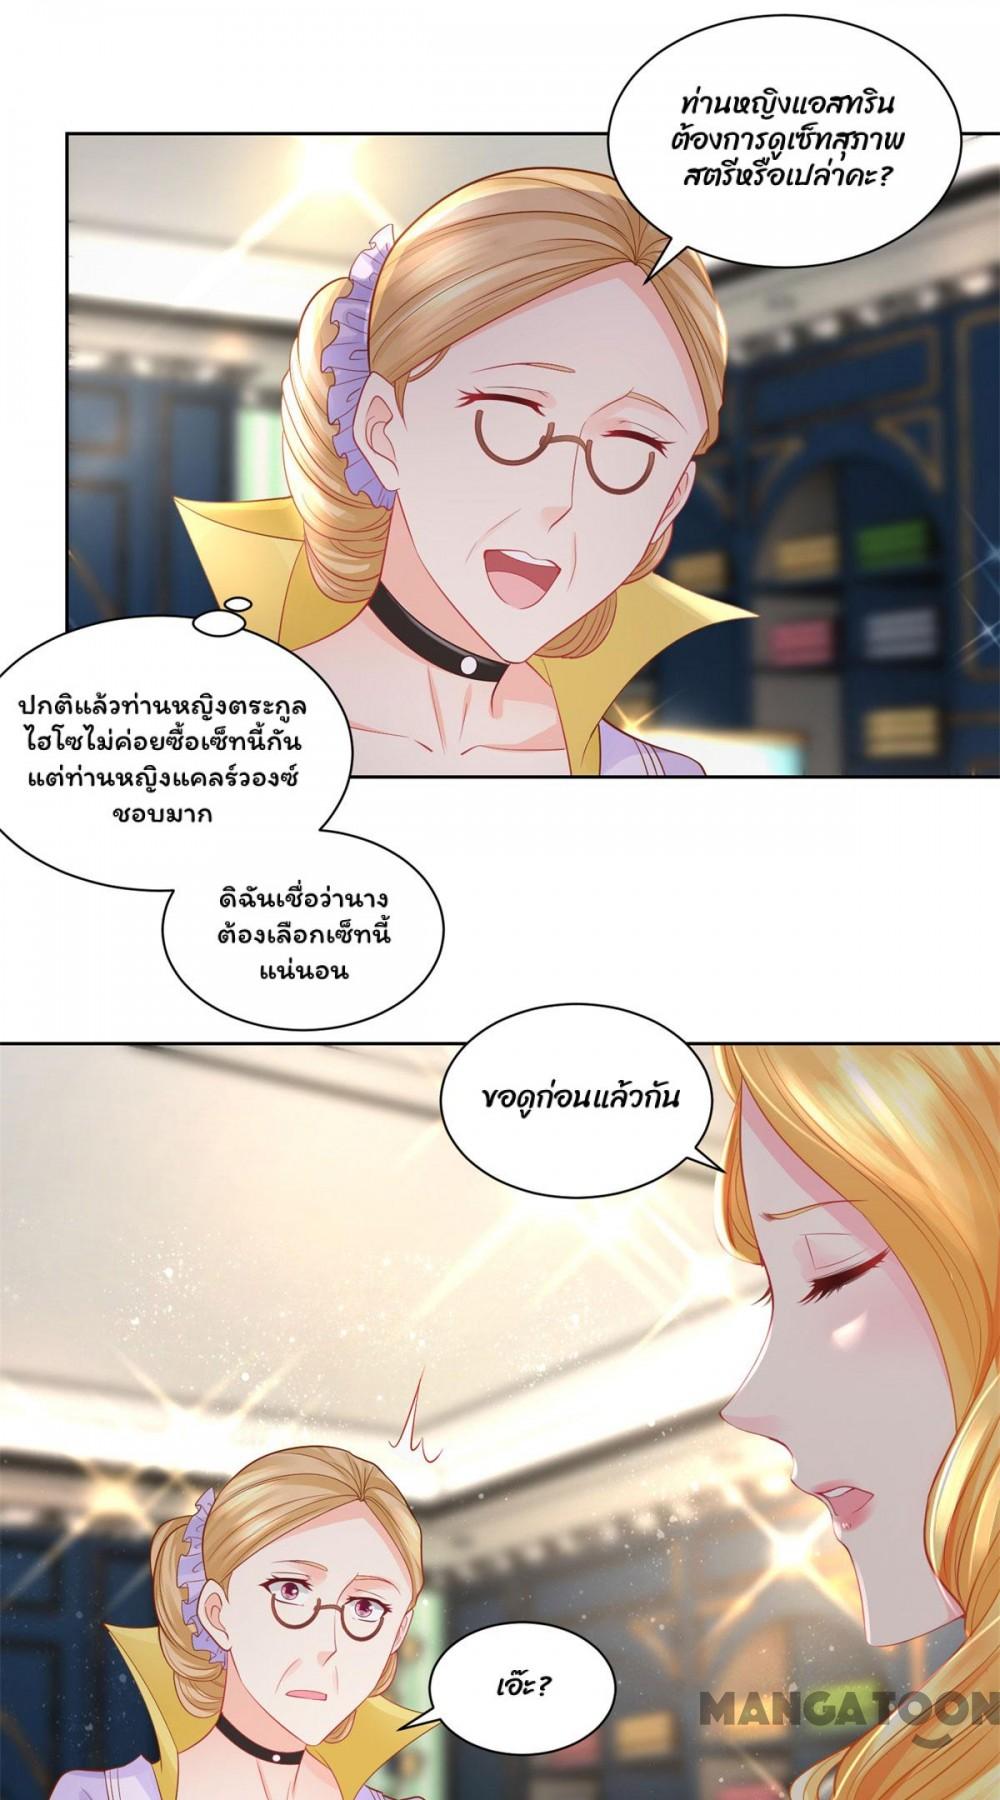 ท่านหญิงแอสทริน
ต้องการดูเซ็ทสุภาพ
สตรีหรือเปล่าคะ?
ปกติแล้วท่านหญิงตระกูล
ไฮโซไม่ค่อยซื้อเซ็ทนี้กัน
แต่ท่านหญิงแคลร์วองซ์
ชอบมาก
ดิฉันเชื่อว่านาง
ต้องเลือกเซ็ทนี้
แน่นอน
ขอดูก่อนแล้วกัน
เอ๊ะ?
MANGATOON